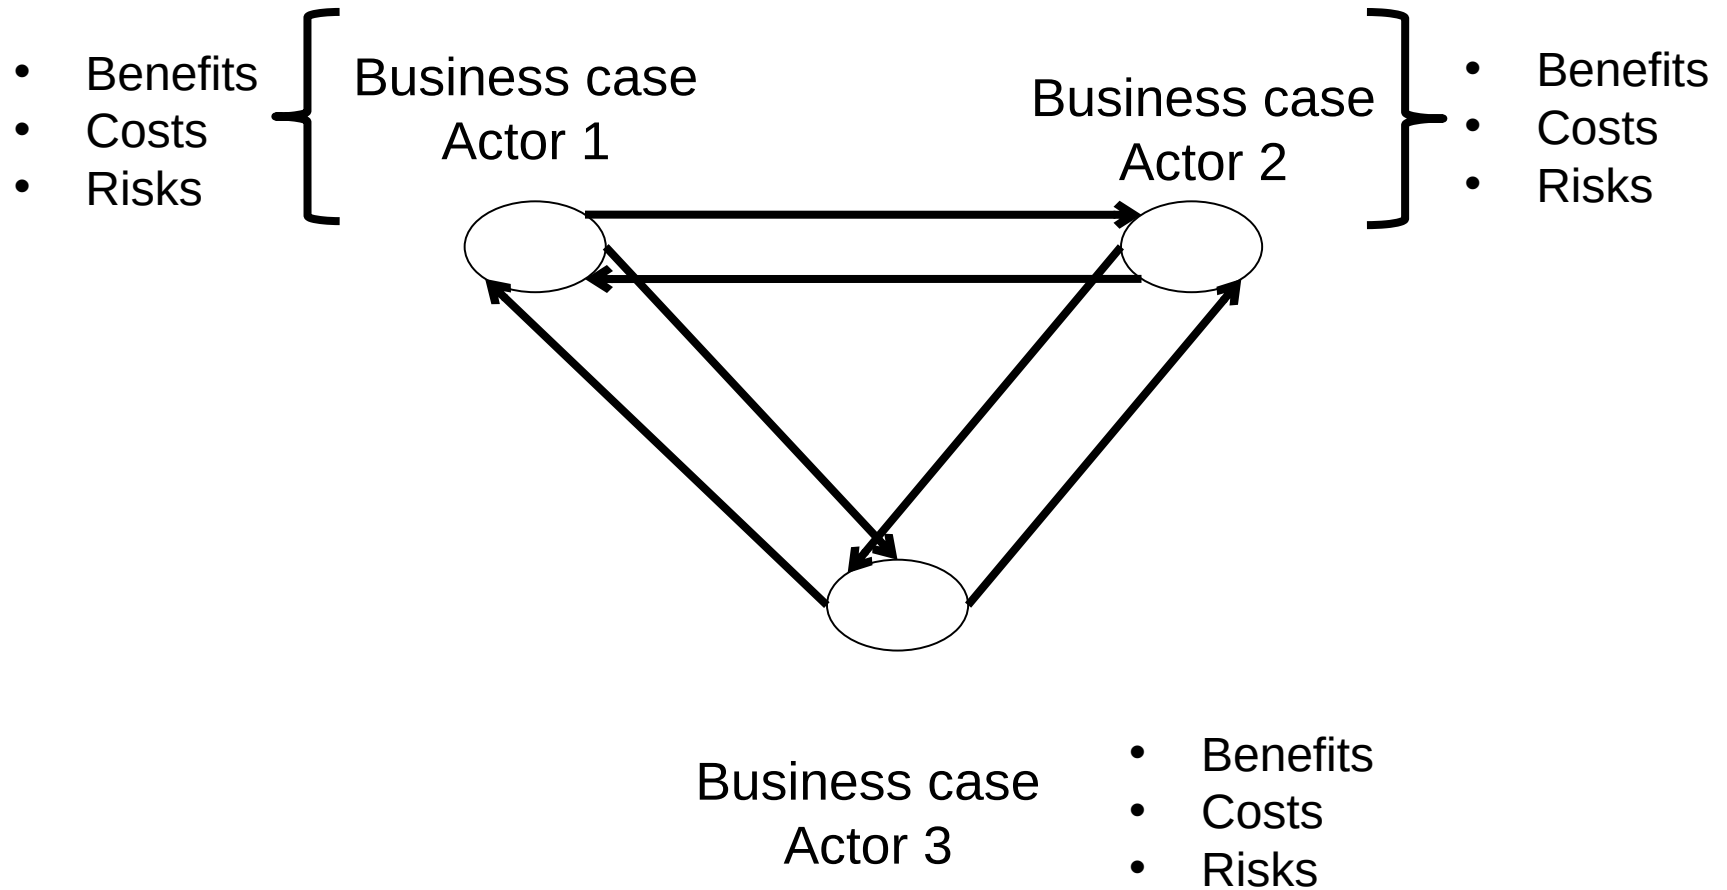 • Benefits
• Costs
• Risks
Business case
Actor 1
Business case
Actor 2
• Benefits
• Costs
• Risks
Business case
Actor 3
• Benefits
• Costs
• Risks